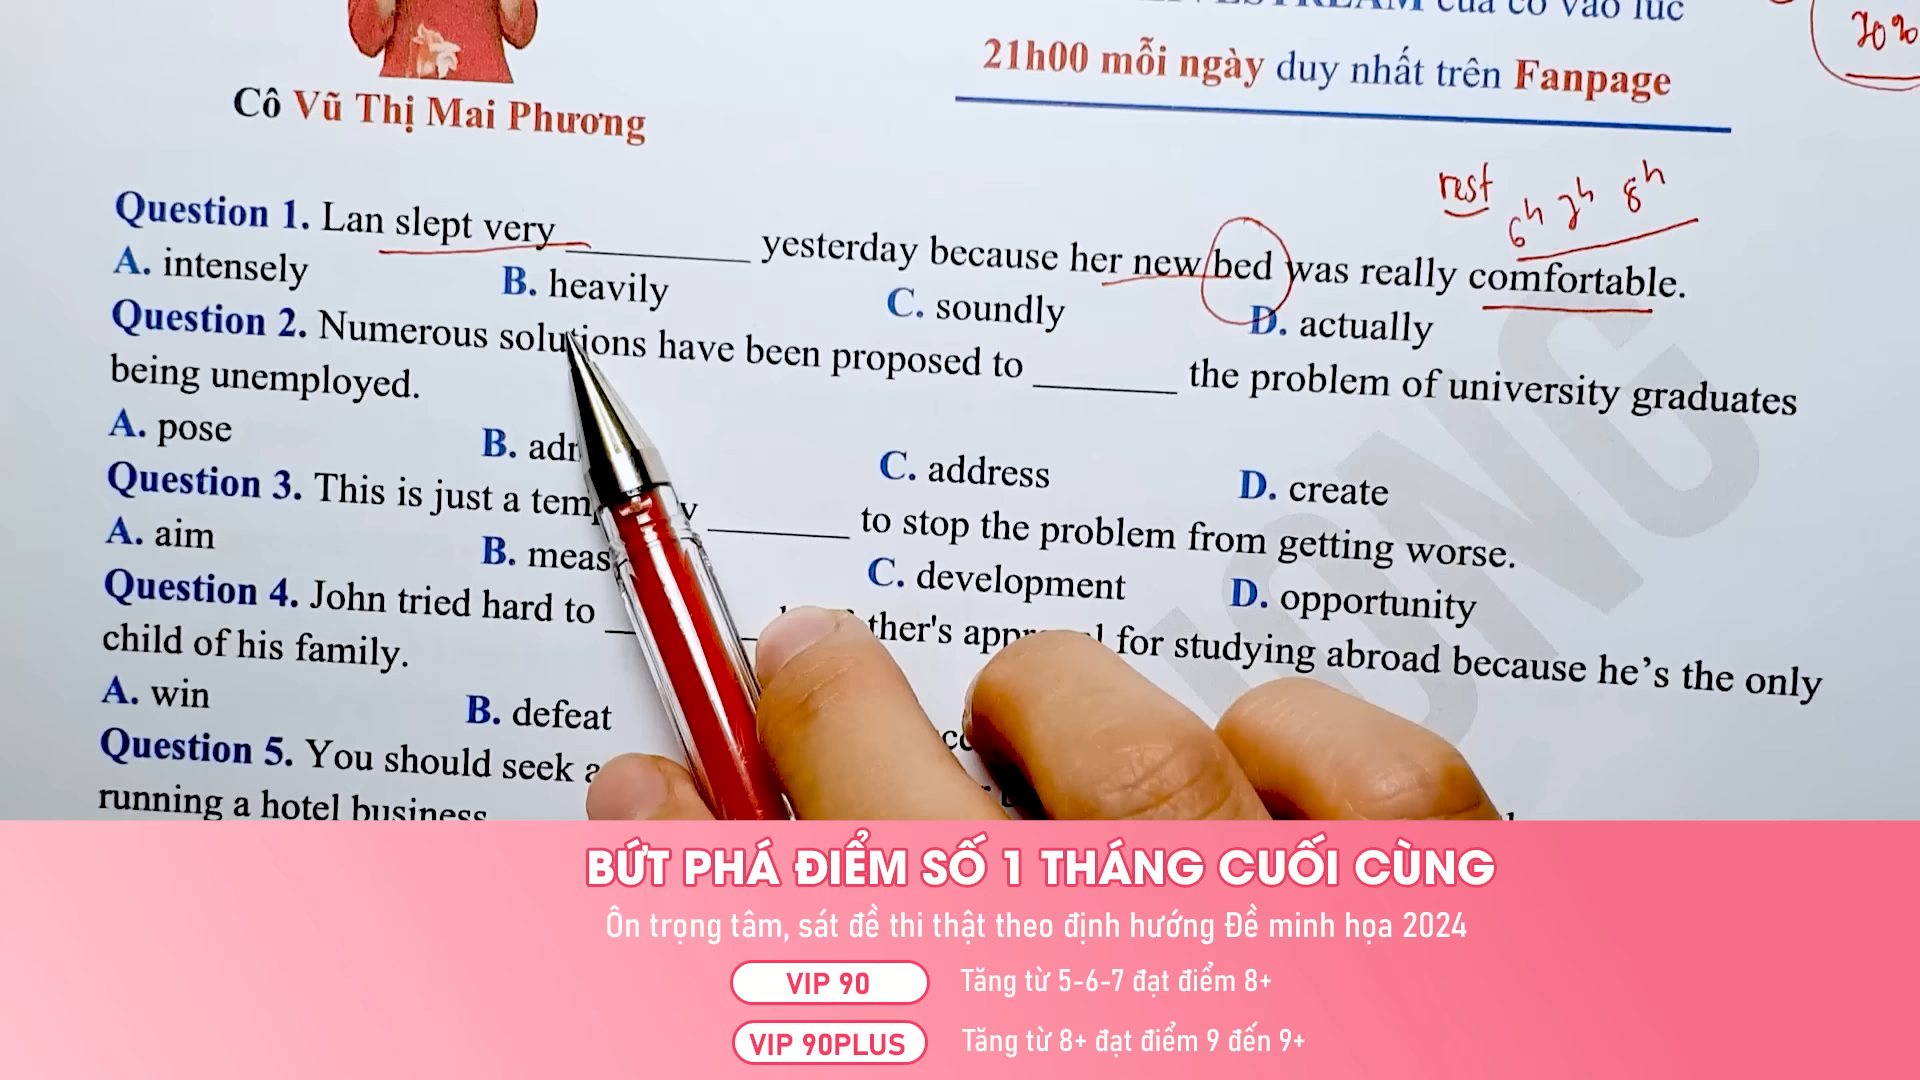 của cô vào lúc
70%
21h00 mỗi ngày duy nhất trên Fanpage
Cô Vũ Thị Mai Phương
rest 6h 7h 8h
Question 1. Lan slept very ________ yesterday because her new bed was really comfortable.
A. intensely B. heavily C. soundly D. actually
Question 2. Numerous solutions have been proposed to ________ the problem of university graduates
being unemployed.
A. pose B. C. address D. create
Question 3. This is just a ________ to stop the problem from getting worse.
A. aim B. C. development D. opportunity
Question 4. John tried hard to ________ for studying abroad because he’s the only
child of his family.
A. win B. defeat
Question 5. You should seek
running a hotel business
BỨT PHÁ ĐIỂM SỐ 1 THÁNG CUỐI CÙNG
Ôn trọng tâm, sát đề thi thật theo định hướng Đề minh họa 2024
VIP 90 Tăng từ 5-6-7 đạt điểm 8+
VIP 90PLUS Tăng từ 8+ đạt điểm 9 đến 9+